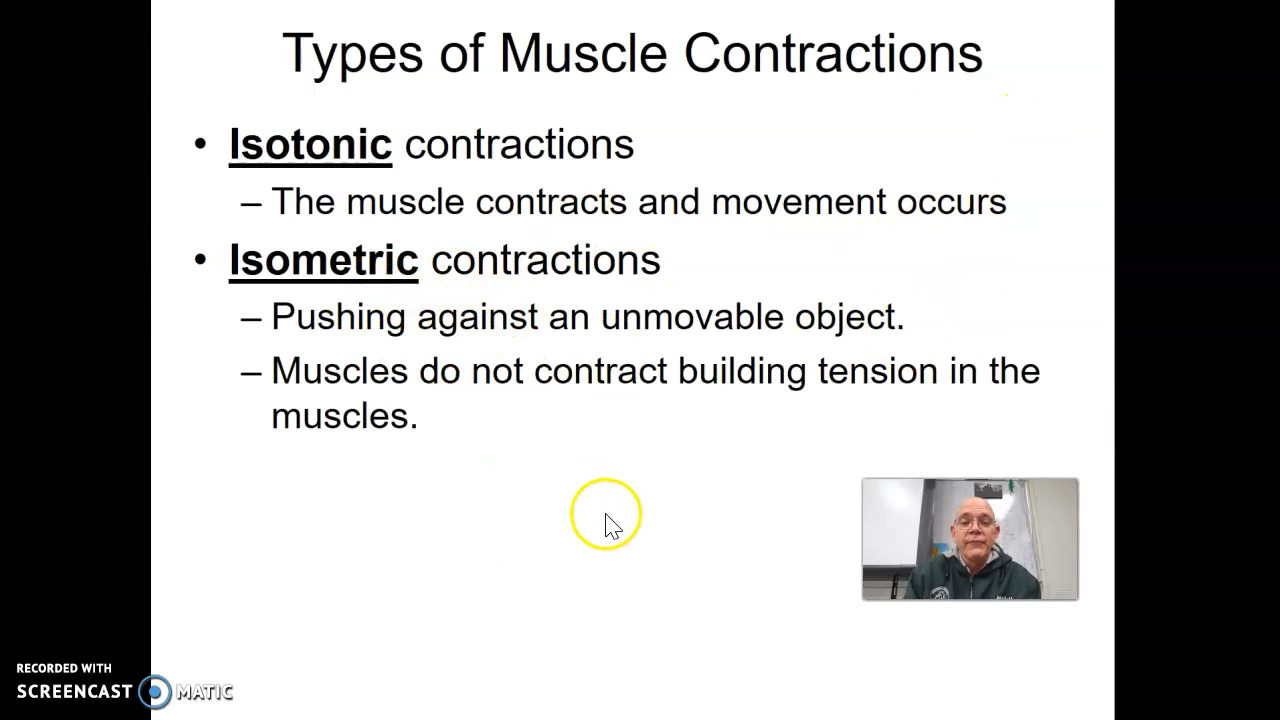 Types of Muscle Contractions
• Isotonic contractions
– The muscle contracts and movement occurs
• Isometric contractions
– Pushing against an unmovable object.
– Muscles do not contract building tension in the
muscles.
RECORDED WITH
SCREENCAST MATIC